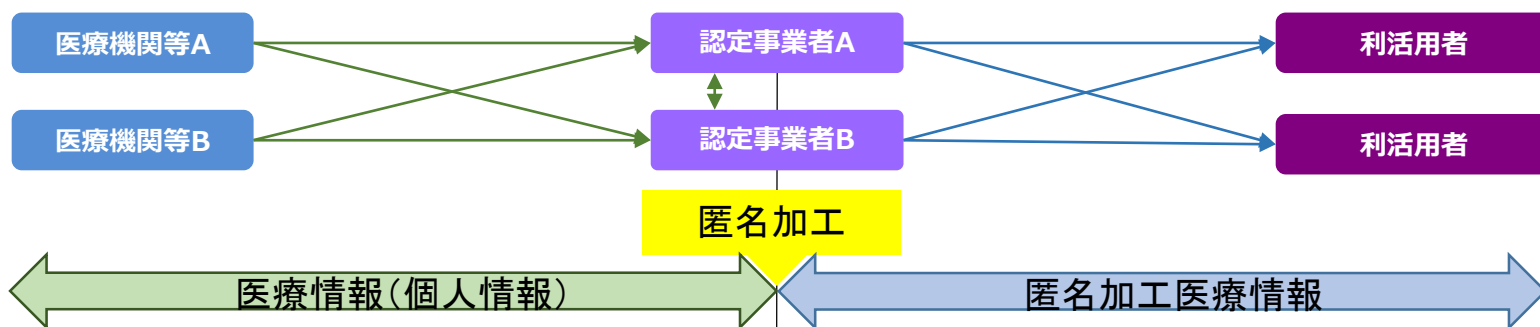 医療機関等A
認定事業者A
利活用者
医療機関等B
認定事業者B
利活用者
匿名加工
医療情報(個人情報)
匿名加工医療情報